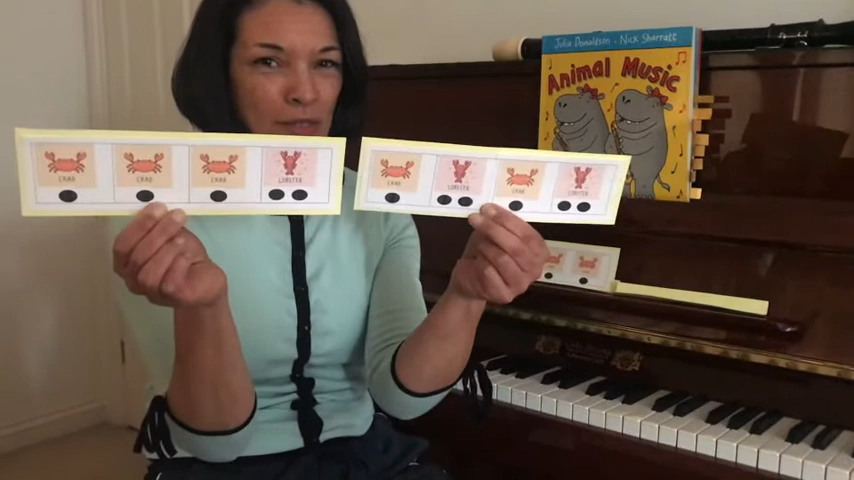 Julia Donaldson · Nick Sharratt
Animal Music
CRAB CRAB CRAB LOBSTER
CRAB LOBSTER CRAB LOBSTER